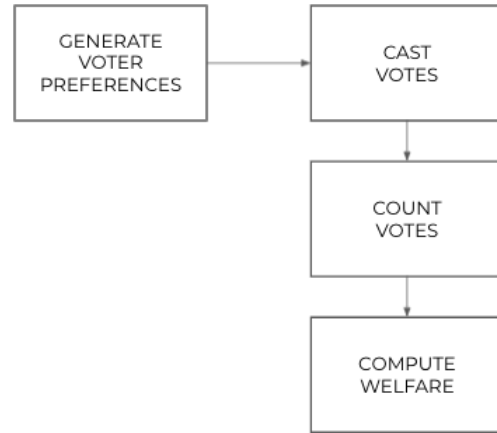 GENERATE
VOTER
PREFERENCES
CAST
VOTES
COUNT
VOTES
COMPUTE
WELFARE